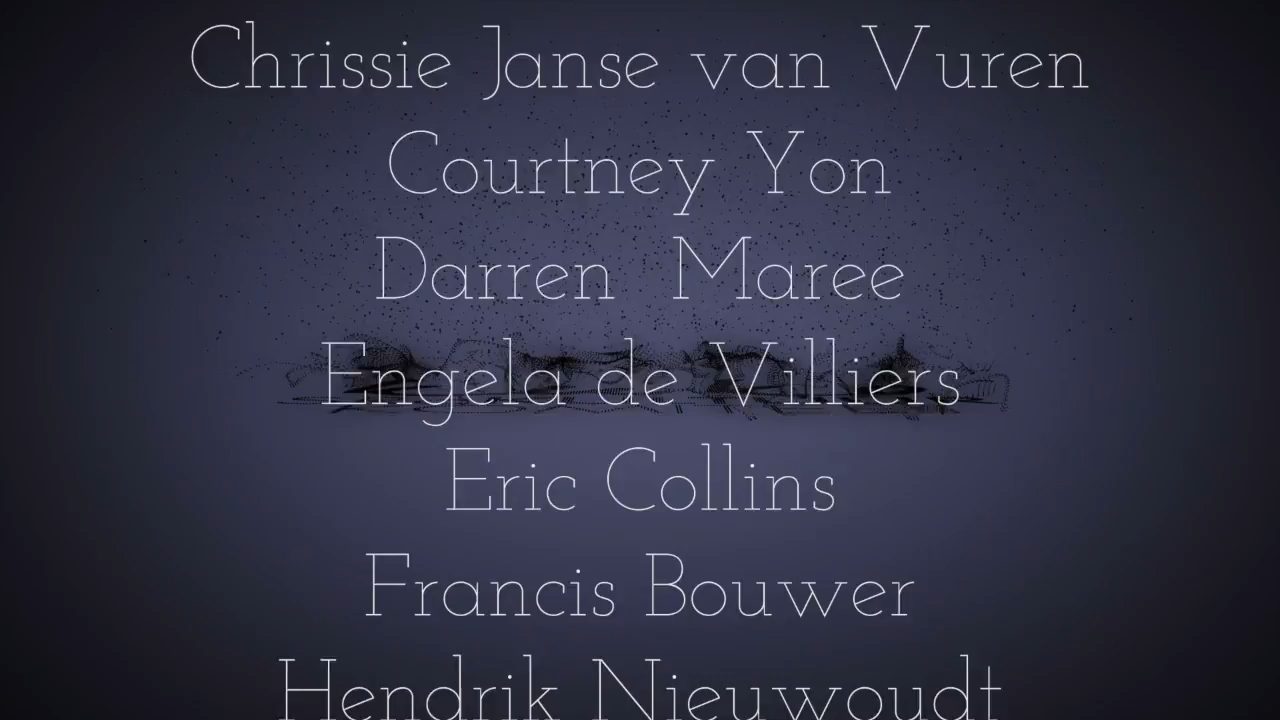 Chrissie Janse van Vuren
Courtney Yon
Darren Maree
Engela de Villiers
Eric Collins
Francis Bouwer
Hendrik Nieuwoudt